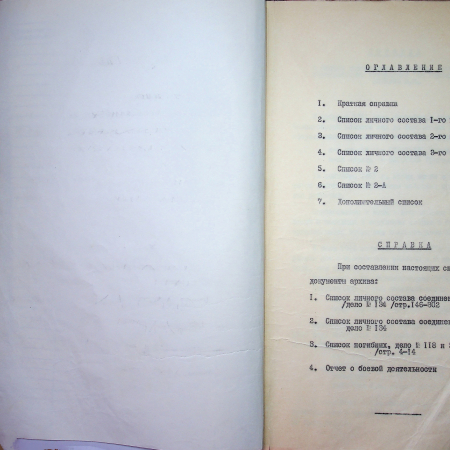 ОГЛАВЛЕНИЕ
1. Краткая справка
2. Список личного состава 1-го
3. Список личного состава 2-го
4. Список личного состава 3-го
5. Список № 2
6. Список № 2-А
7. Дополнительный список
СПРАВКА
При составлении настоящих
документы архива:
1. Список личного состава
/дело № 134 /стр.146-302
2. Список личного состава
дело № 134
3. Список погибших, дело № 118 и
/стр. 4-14
4. Отчет о боевой деятельности